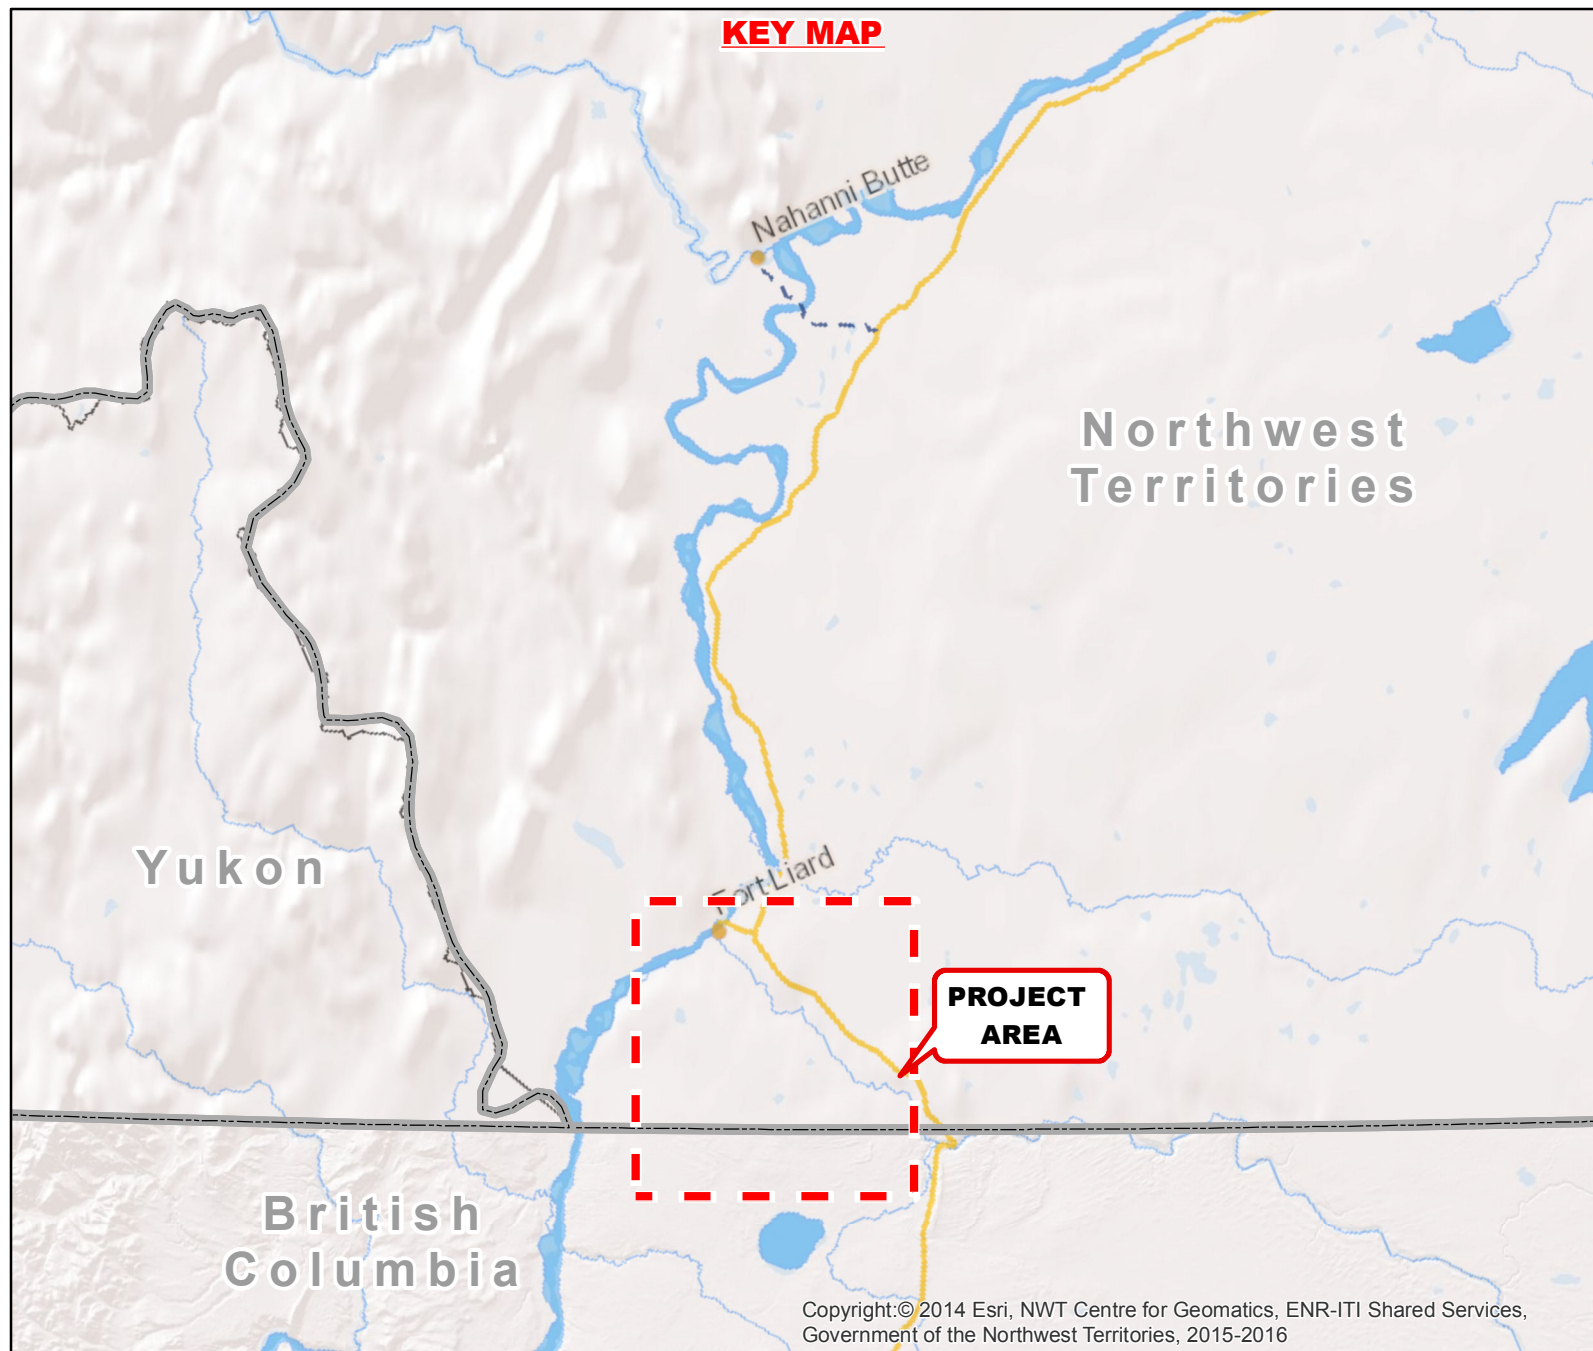 KEY MAP
Nahanni Butte
Northwest
Territories
Yukon
Fort Liard
PROJECT
AREA
British
Columbia
Copyright:© 2014 Esri, NWT Centre for Geomatics, ENR-ITI Shared Services,
Government of the Northwest Territories, 2015-2016